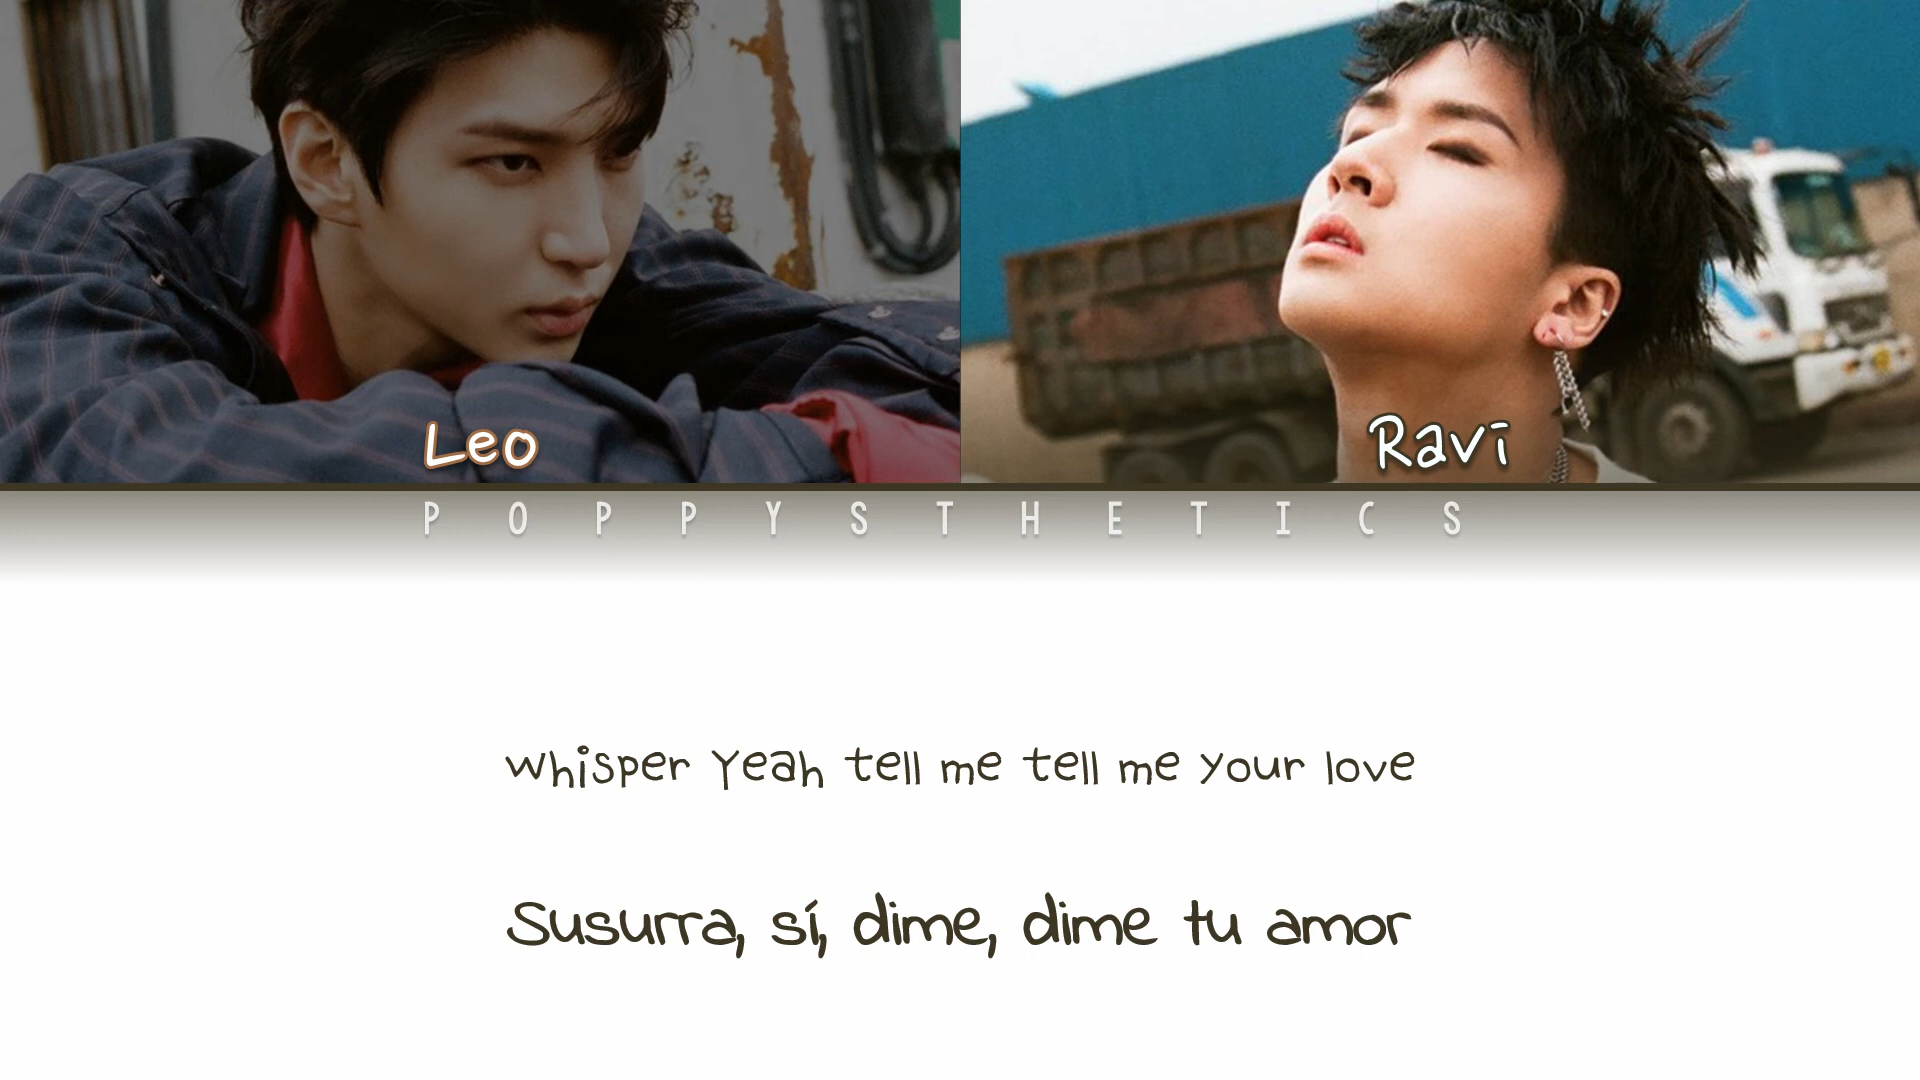 Leo
Ravi
POPPYSTHETICS
whisper Yeah tell me tell me your love
Susurra, sí, dime, dime tu amor